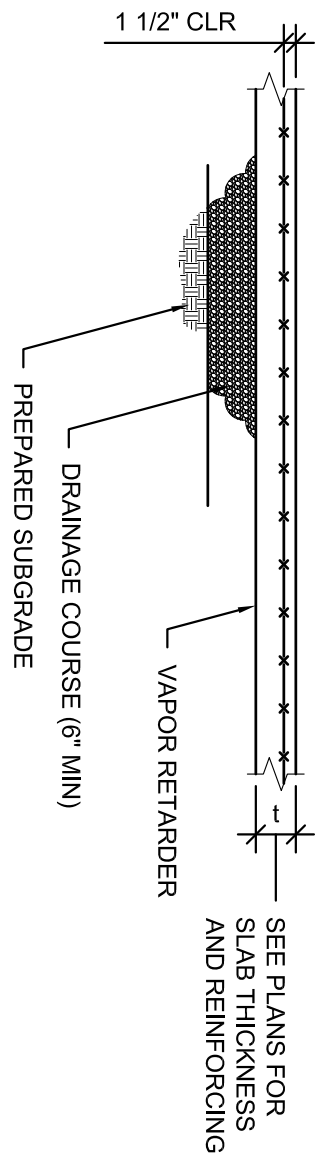 1 1/2" CLR
t
SEE PLANS FOR
SLAB THICKNESS
AND REINFORCING
VAPOR RETARDER
DRAINAGE COURSE (6" MIN)
PREPARED SUBGRADE